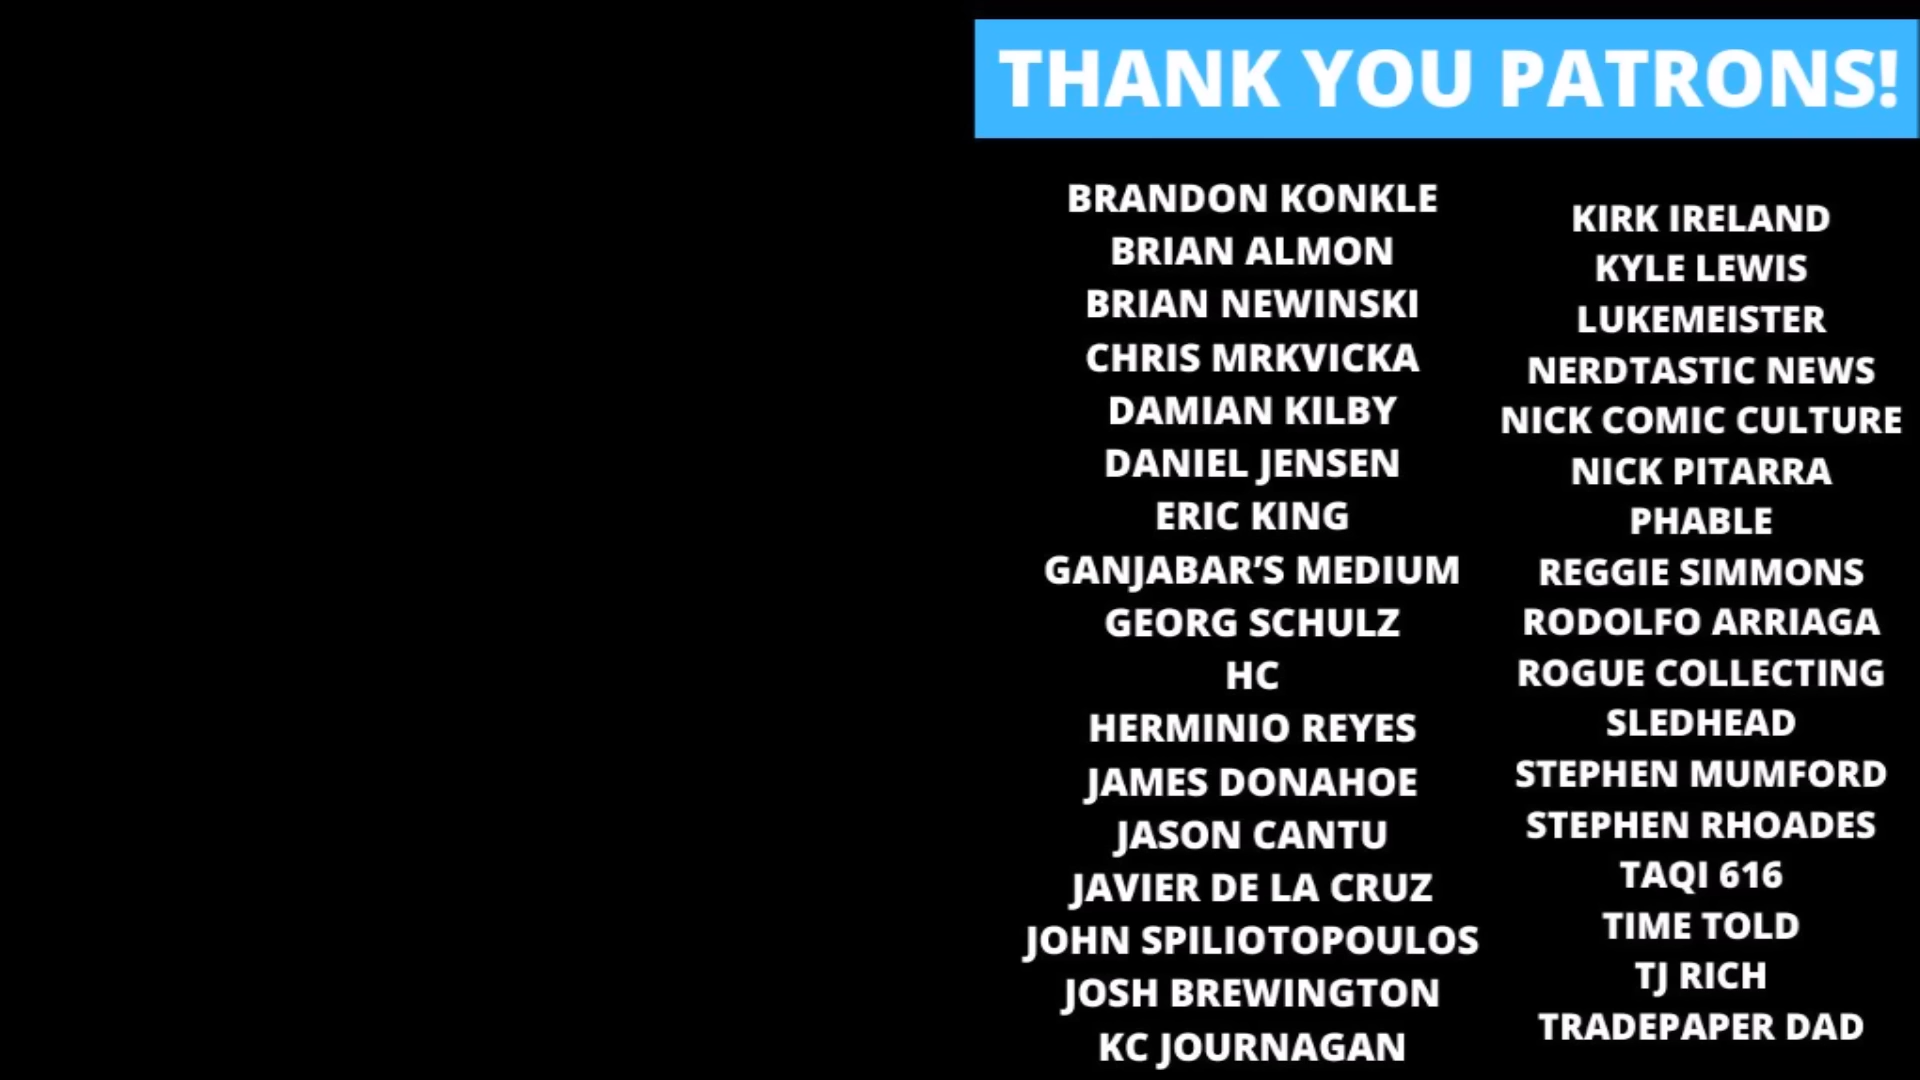 THANK YOU PATRONS!
BRANDON KONKLE
BRIAN ALMON
BRIAN NEWINSKI
CHRIS MRKVICKA
DAMIAN KILBY
DANIEL JENSEN
ERIC KING
GANJABAR’S MEDIUM
GEORG SCHULZ
HC
HERMINIO REYES
JAMES DONAHOE
JASON CANTU
JAVIER DE LA CRUZ
JOHN SPILIOTOPOULOS
JOSH BREWINGTON
KC JOURNAGAN
KIRK IRELAND
KYLE LEWIS
LUKEMEISTER
NERDTASTIC NEWS
NICK COMIC CULTURE
NICK PITARRA
PHABLE
REGGIE SIMMONS
RODOLFO ARRIAGA
ROGUE COLLECTING
SLEDHEAD
STEPHEN MUMFORD
STEPHEN RHOADES
TAQI 616
TIME TOLD
TJ RICH
TRADEPAPER DAD